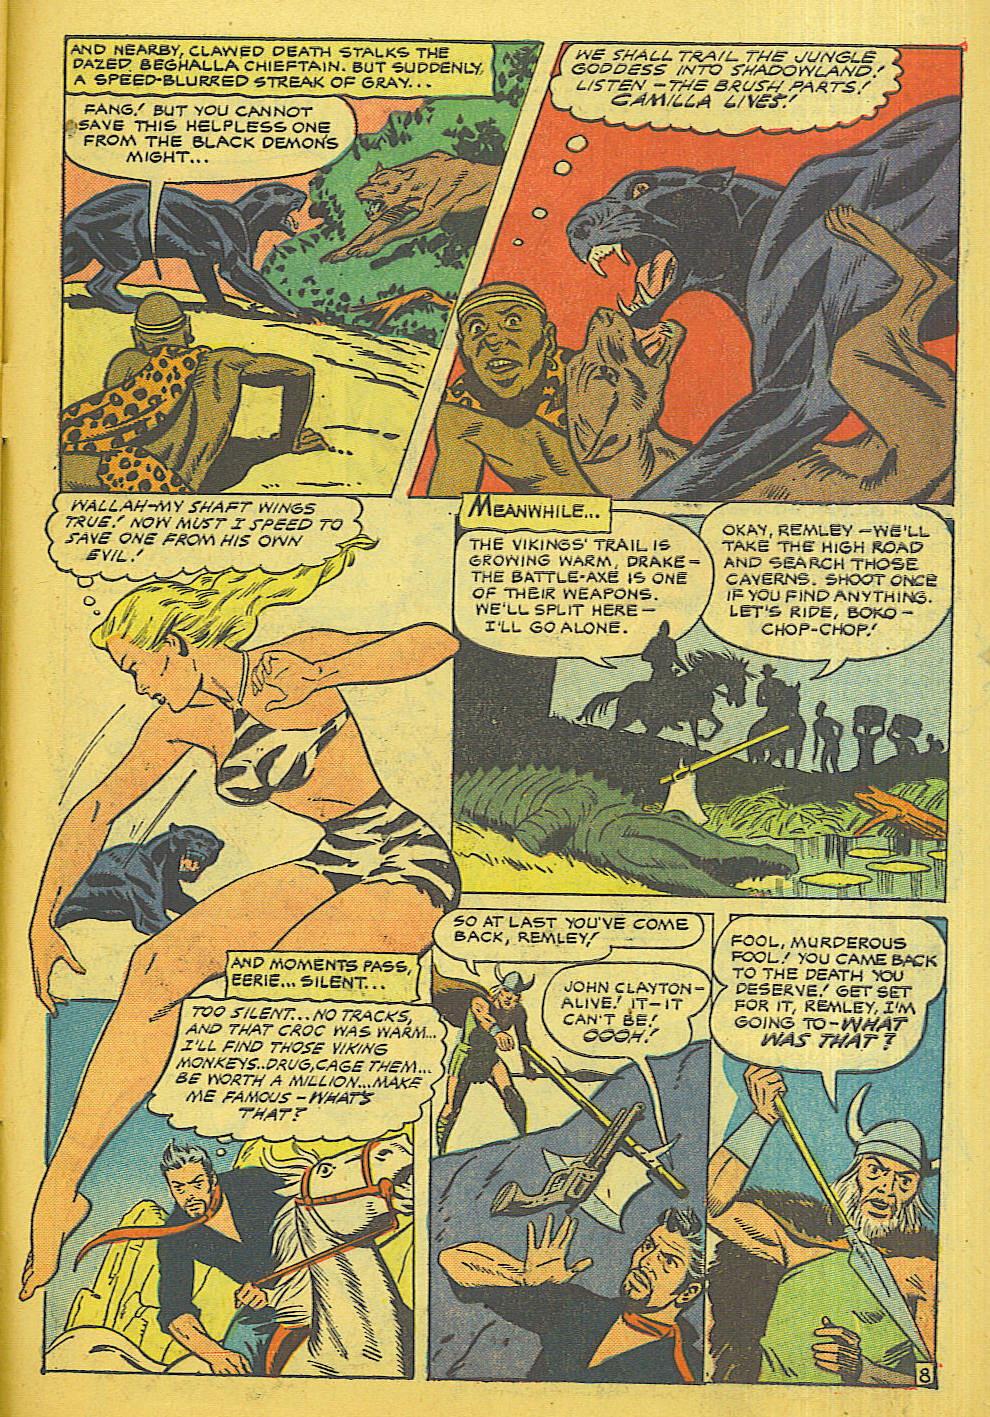 AND NEARBY, CLAWED DEATH STALKS THE
DAZED BEGHALLA CHIEFTAIN. BUT SUDDENLY,
A SPEED-BLURRED STREAK OF GRAY...
FANG! BUT YOU CANNOT
SAVE THIS HELPLESS ONE
FROM THE BLACK DEMON'S
MIGHT...
WE SHALL TRAIL THE JUNGLE
GODDESS INTO SHADOWLAND!
LISTEN - THE BRUSH PARTS!
CAMILLA LIVES!
WALLAH-MY SHAFT WINGS
TRUE! NOW MUST I SPEED TO
SAVE ONE FROM HIS OWN
EVIL!
MEANWHILE...
THE VIKINGS' TRAIL IS
GROWING WARM, DRAKE-
THE BATTLE-AXE IS ONE
OF THEIR WEAPONS.
WE'LL SPLIT HERE-
I'LL GO ALONE.
OKAY, REMLEY-WE'LL
TAKE THE HIGH ROAD
AND SEARCH THOSE
CAVERNS. SHOOT ONCE
IF YOU FIND ANYTHING.
LET'S RIDE, BOKO-
CHOP-CHOP!
AND MOMENTS PASS,
EERIE... SILENT...
TOO SILENT...NO TRACKS,
AND THAT CROC WAS WARM...
I'LL FIND THOSE VIKING
MONKEYS..DRUG,CAGE THEM...
BE WORTH A MILLION...MAKE
ME FAMOUS-WHAT'S
THAT?
SO AT LAST YOU'VE COME
BACK, REMLEY!
JOHN CLAYTON-
ALIVE! IT-IT
CAN'T BE!
OOOH!
FOOL, MURDEROUS
FOOL! YOU CAME BACK
TO THE DEATH YOU
DESERVE! GET SET
FOR IT, REMLEY, I'M
GOING TO-WHAT
WAS THAT?
8